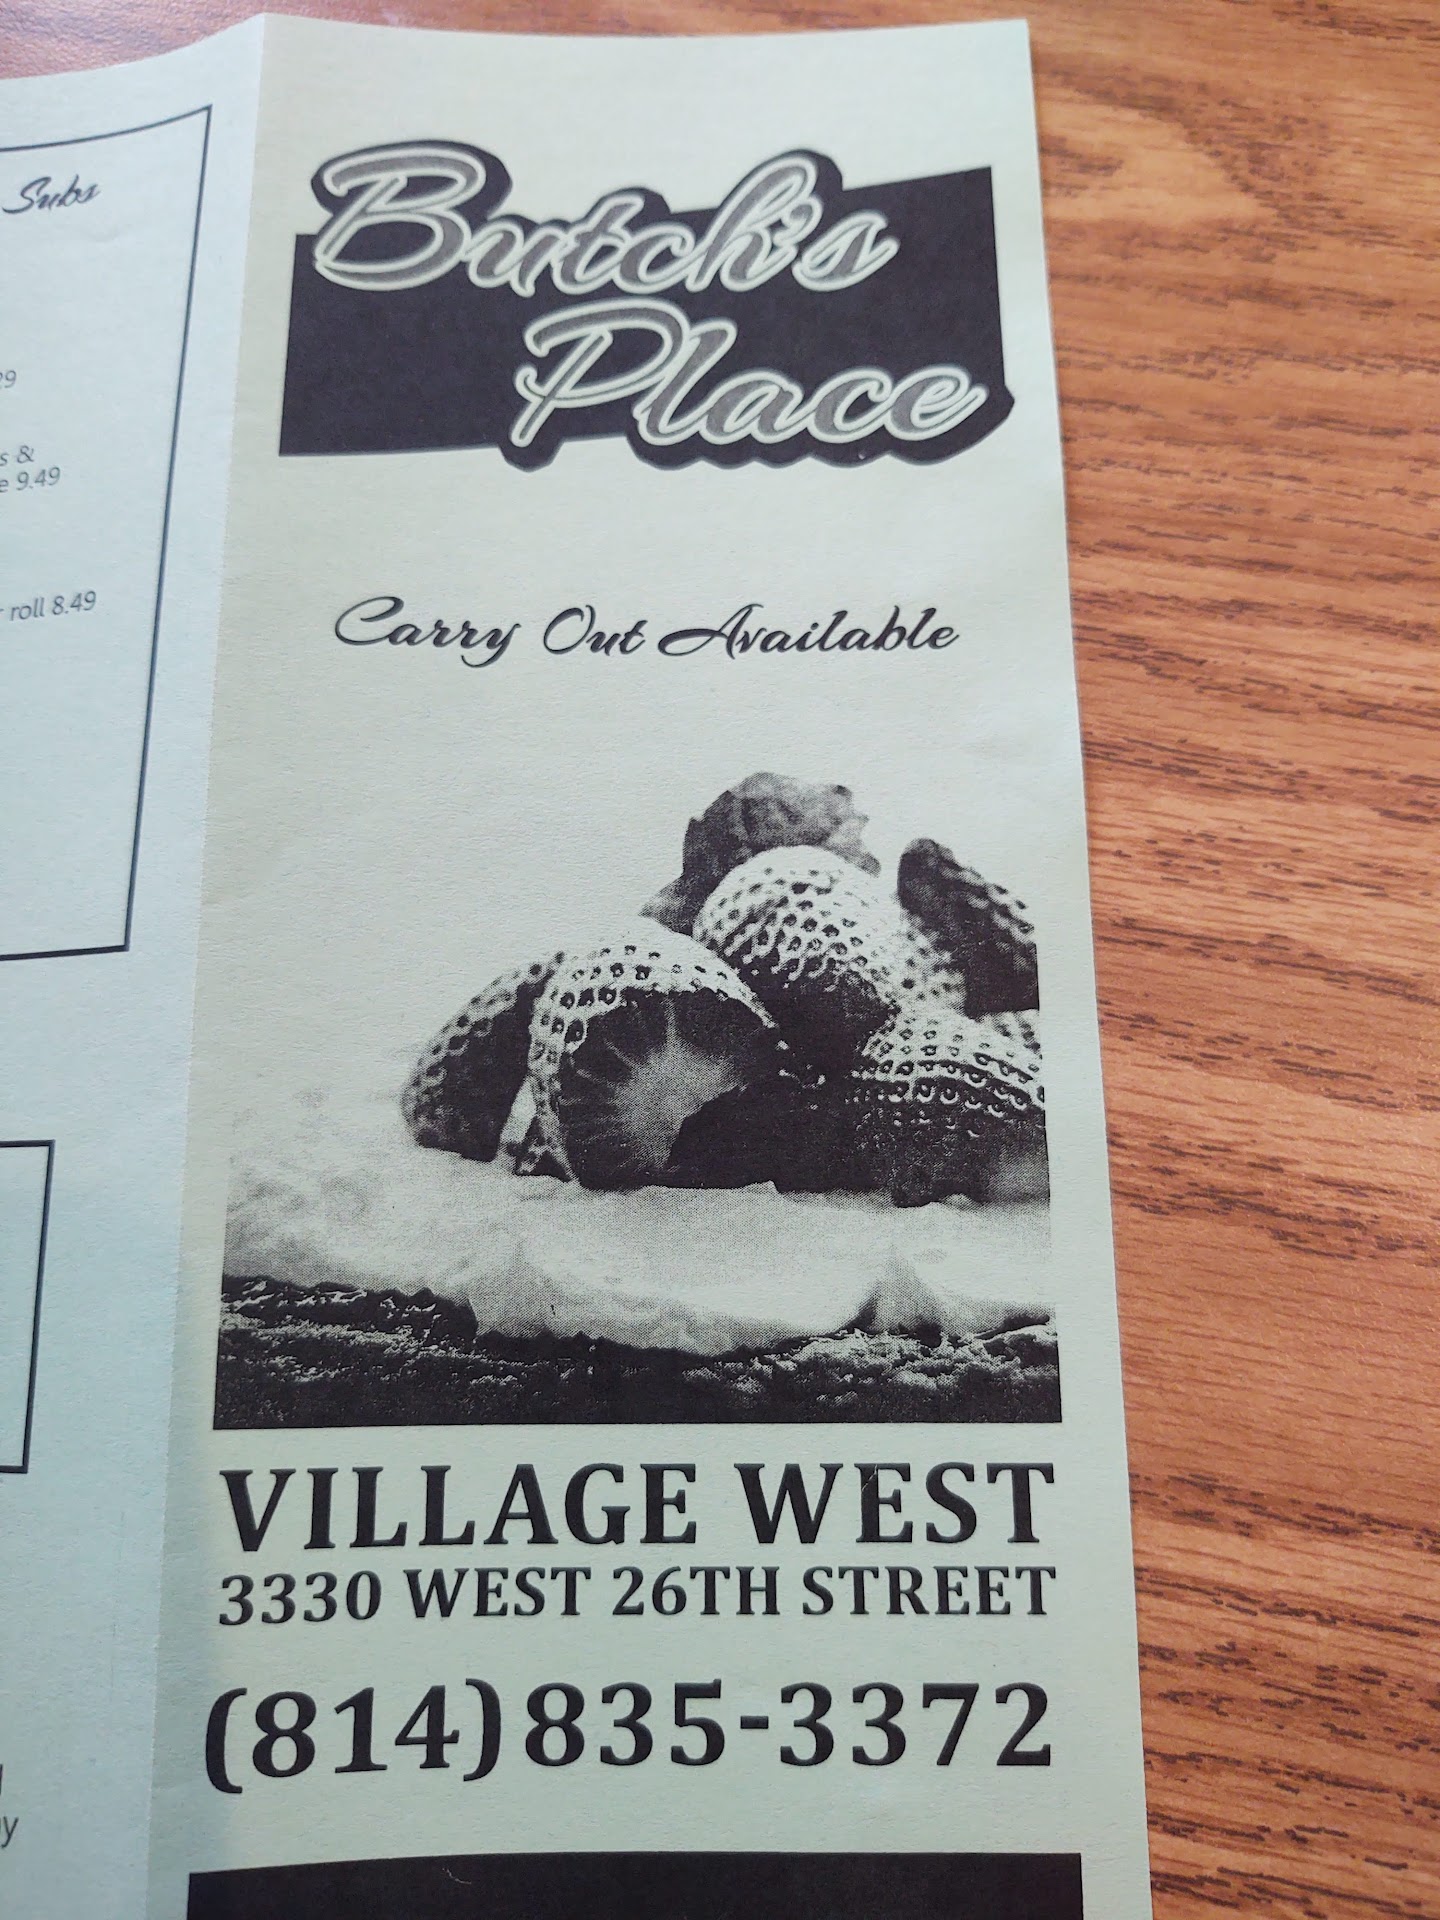 Subs
29
s &
e 9.49
roll 8.49
y
Butch's
Place
Carry Out Available
VILLAGE WEST
3330 WEST 26TH STREET
(814)835-3372